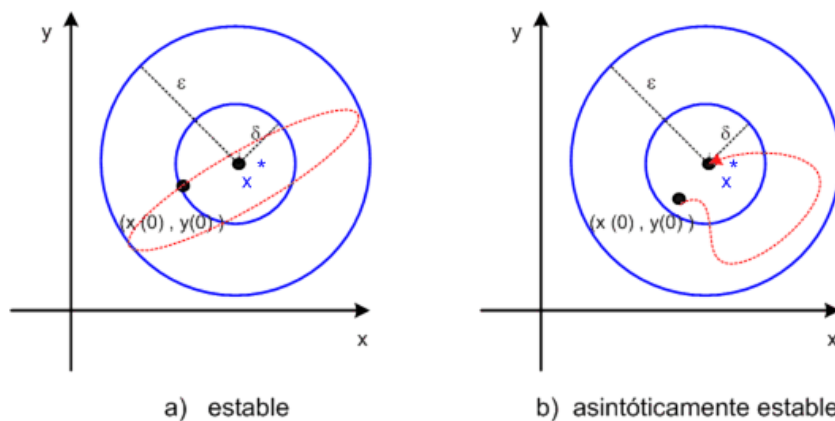 y
ε
δ
x *
(x (0) , y(0) )
x
a) estable
y
ε
δ
x *
(x (0) , y(0) )
x
b) asintóticamente estable